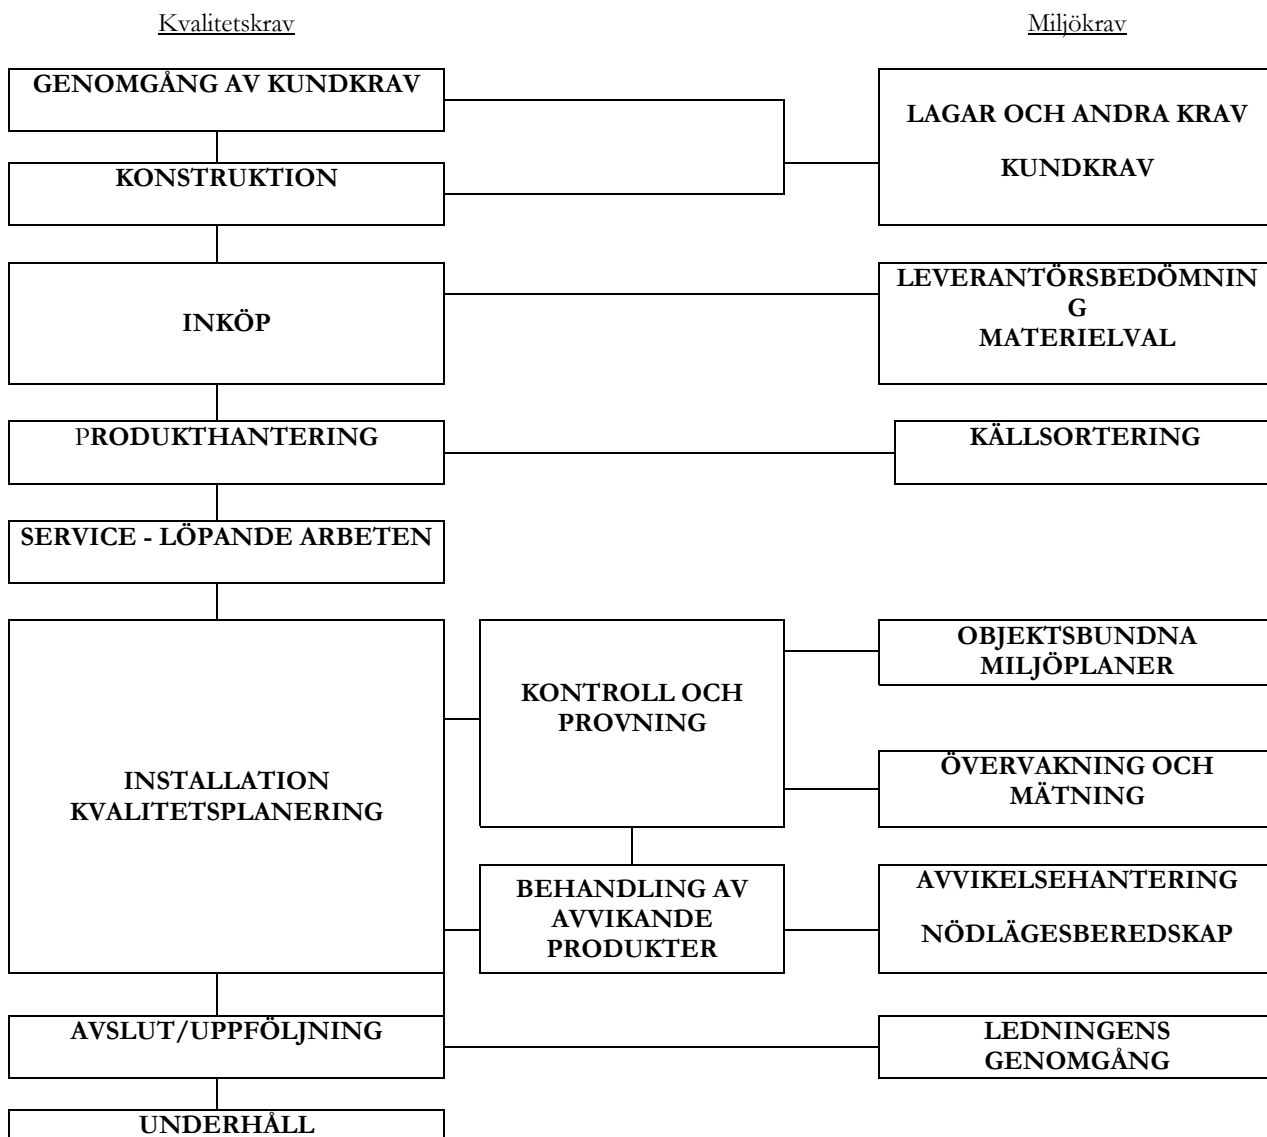 Kvalitetskrav
Miljökrav
GENOMGÅNG AV KUNDKRAV
LAGAR OCH ANDRA KRAV
KUNDKRAV
KONSTRUKTION
INKÖP
LEVERANTÖRSBEDÖMNIN
G
MATERIELVAL
PRODUKTHANTERING
KÄLLSORTERING
SERVICE - LÖPANDE ARBETEN
INSTALLATION
KVALITETSPLANERING
KONTROLL OCH
PROVNING
OBJEKTSBUNDNA
MILJÖPLANER
ÖVERVAKNING OCH
MÄTNING
BEHANDLING AV
AVVIKANDE
PRODUKTER
AVVIKELSEHANTERING
NÖDLÄGESBEREDSKAP
AVSLUT/UPPFÖLJNING
LEDNINGENS
GENOMGÅNG
UNDERHÅLL